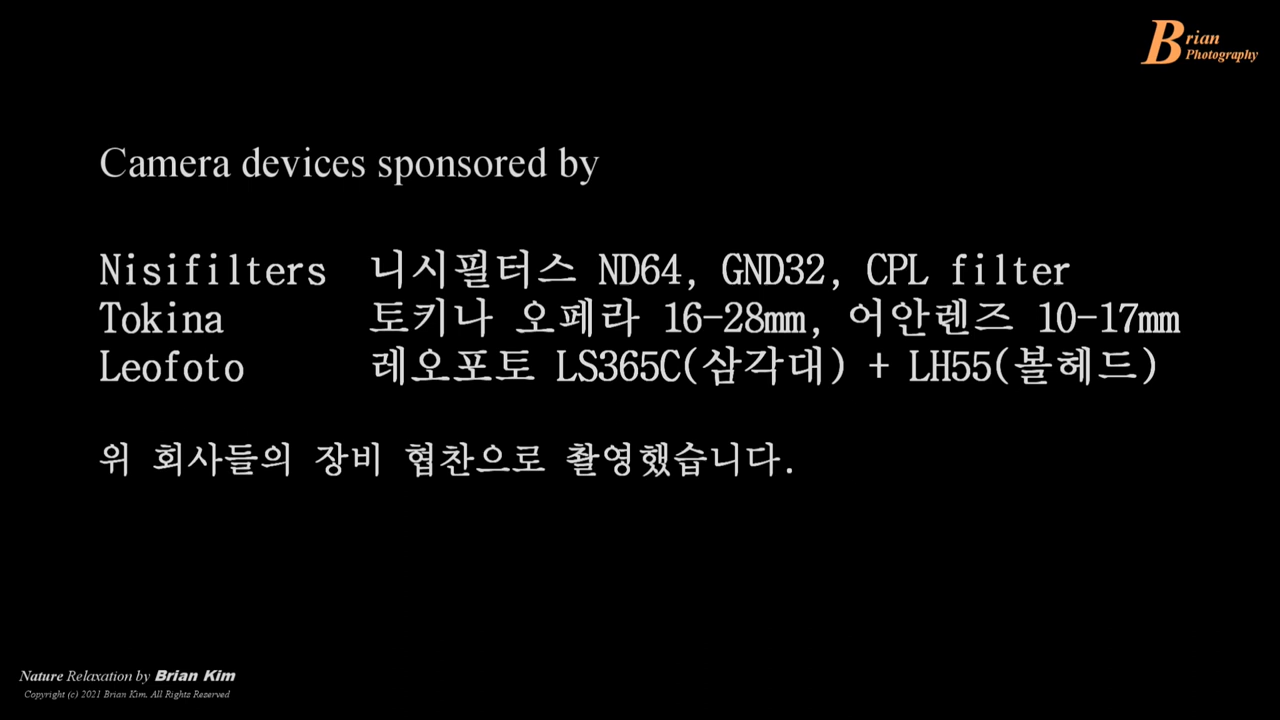 Brian
Photography
Camera devices sponsored by
Nisifilters 니시필터스 ND64, GND32, CPL filter
Tokina 토키나 오페라 16-28mm, 어안렌즈 10-17mm
Leofoto 레오포토 LS365C(삼각대) + LH55(볼헤드)
위 회사들의 장비 협찬으로 촬영했습니다.
Nature Relaxation by Brian Kim
Copyright (c) 2021 Brian Kim, All Rights Reserved